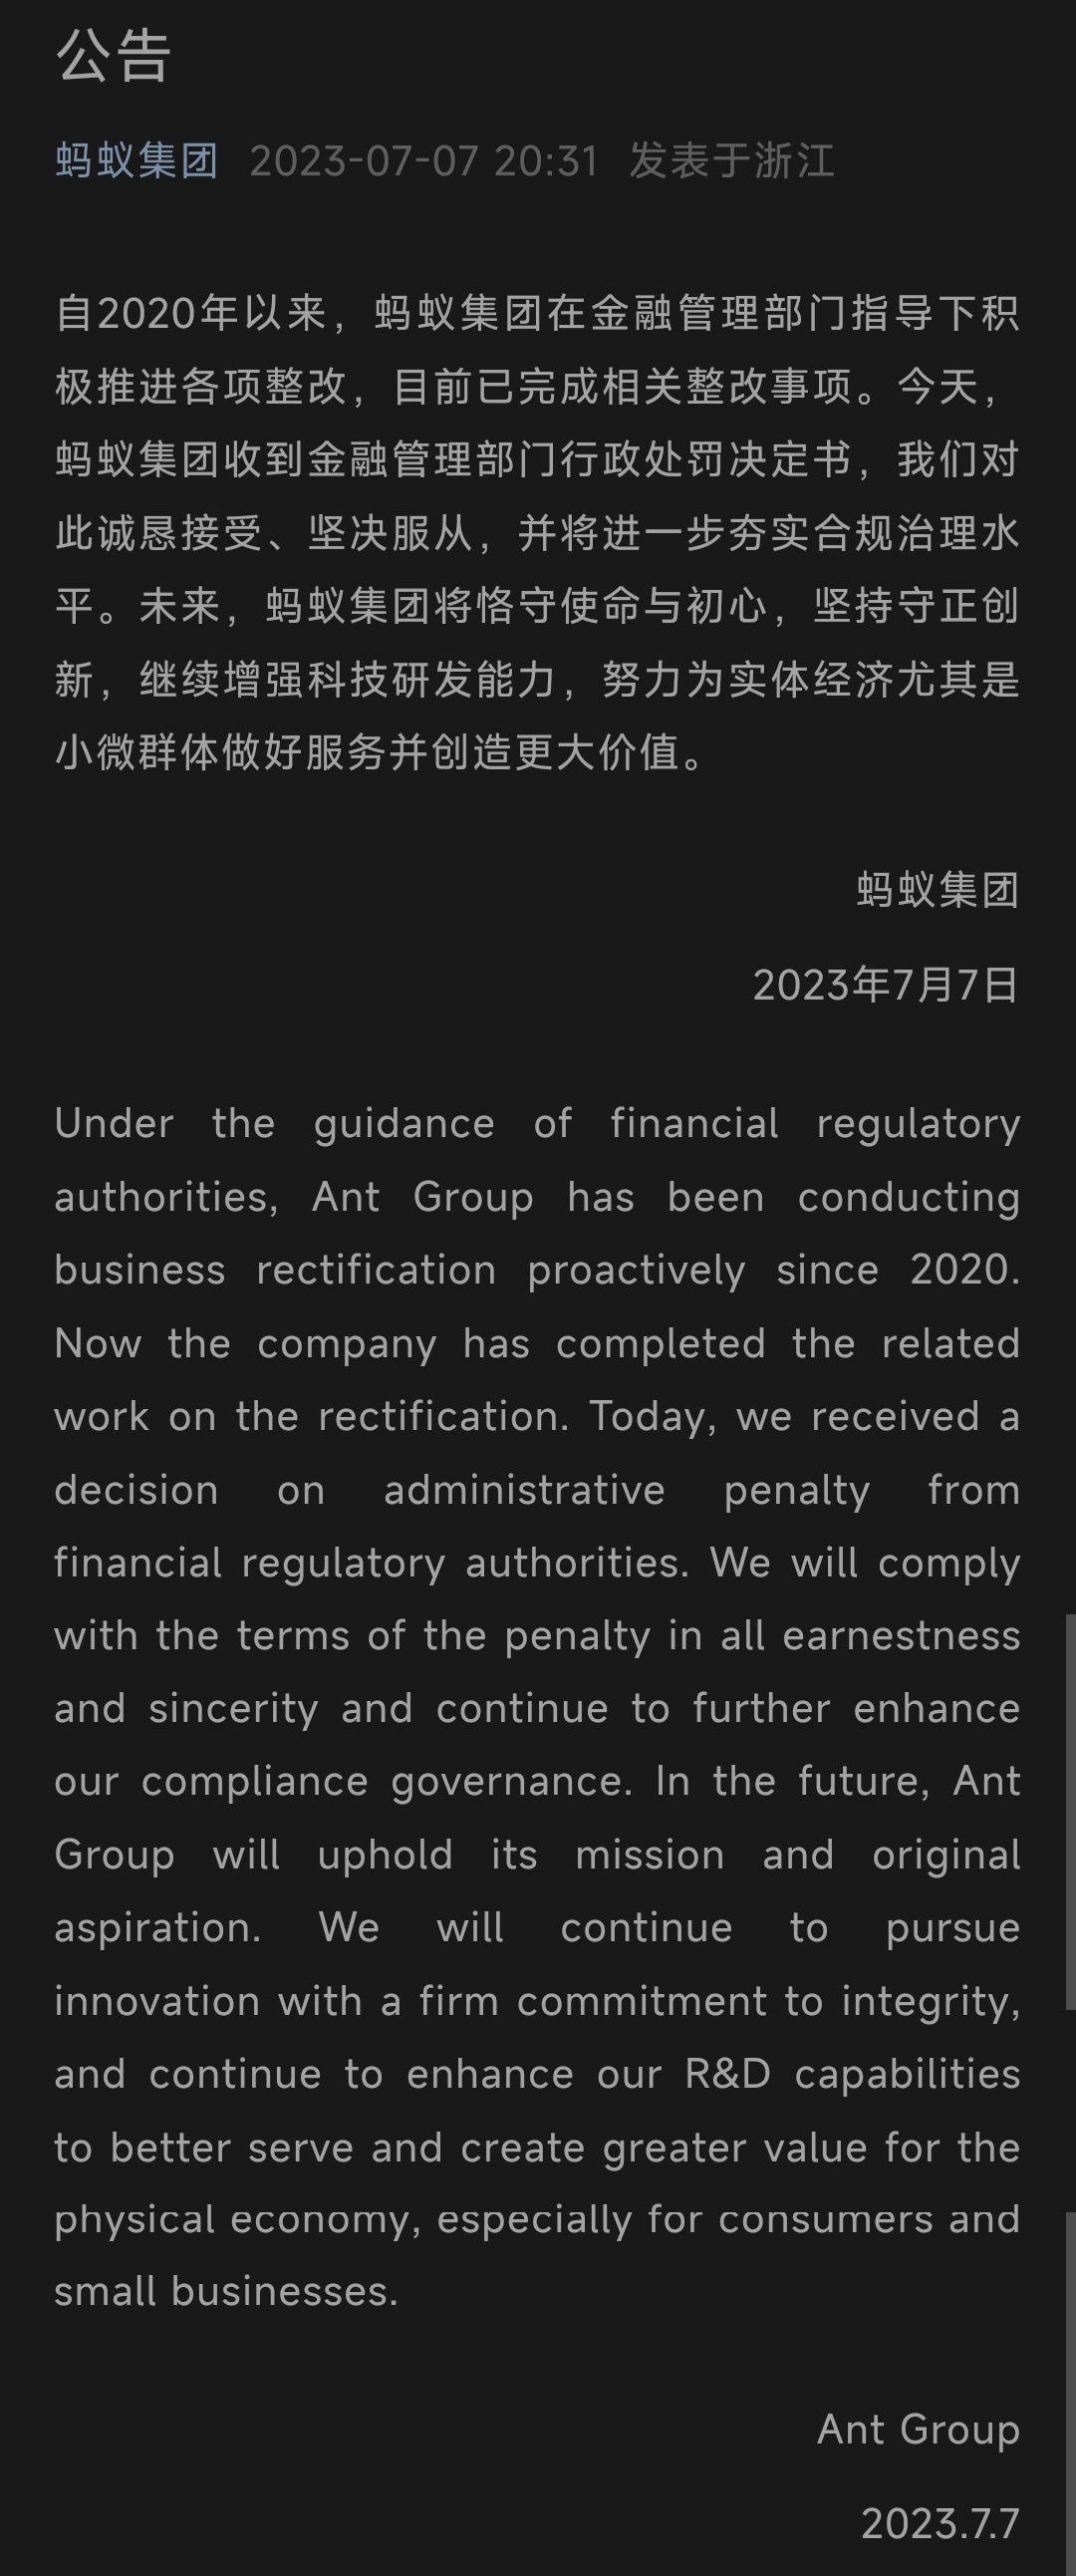 公告
蚂蚁集团 2023-07-07 20:31 发表于浙江
自2020年以来，蚂蚁集团在金融管理部门指导下积
极推进各项整改，目前已完成相关整改事项。今天，
蚂蚁集团收到金融管理部门行政处罚决定书，我们对
此诚恳接受、坚决服从，并将进一步夯实合规治理水
平。未来，蚂蚁集团将恪守使命与初心，坚持守正创
新，继续增强科技研发能力，努力为实体经济尤其是
小微群体做好服务并创造更大价值。
蚂蚁集团
2023年7月7日
Under the guidance of financial regulatory
authorities, Ant Group has been conducting
business rectification proactively since 2020.
Now the company has completed the related
work on the rectification. Today, we received a
decision on administrative penalty from
financial regulatory authorities. We will comply
with the terms of the penalty in all earnestness
and sincerity and continue to further enhance
our compliance governance. In the future, Ant
Group will uphold its mission and original
aspiration. We will continue to pursue
innovation with a firm commitment to integrity,
and continue to enhance our R&D capabilities
to better serve and create greater value for the
physical economy, especially for consumers and
small businesses.
Ant Group
2023.7.7